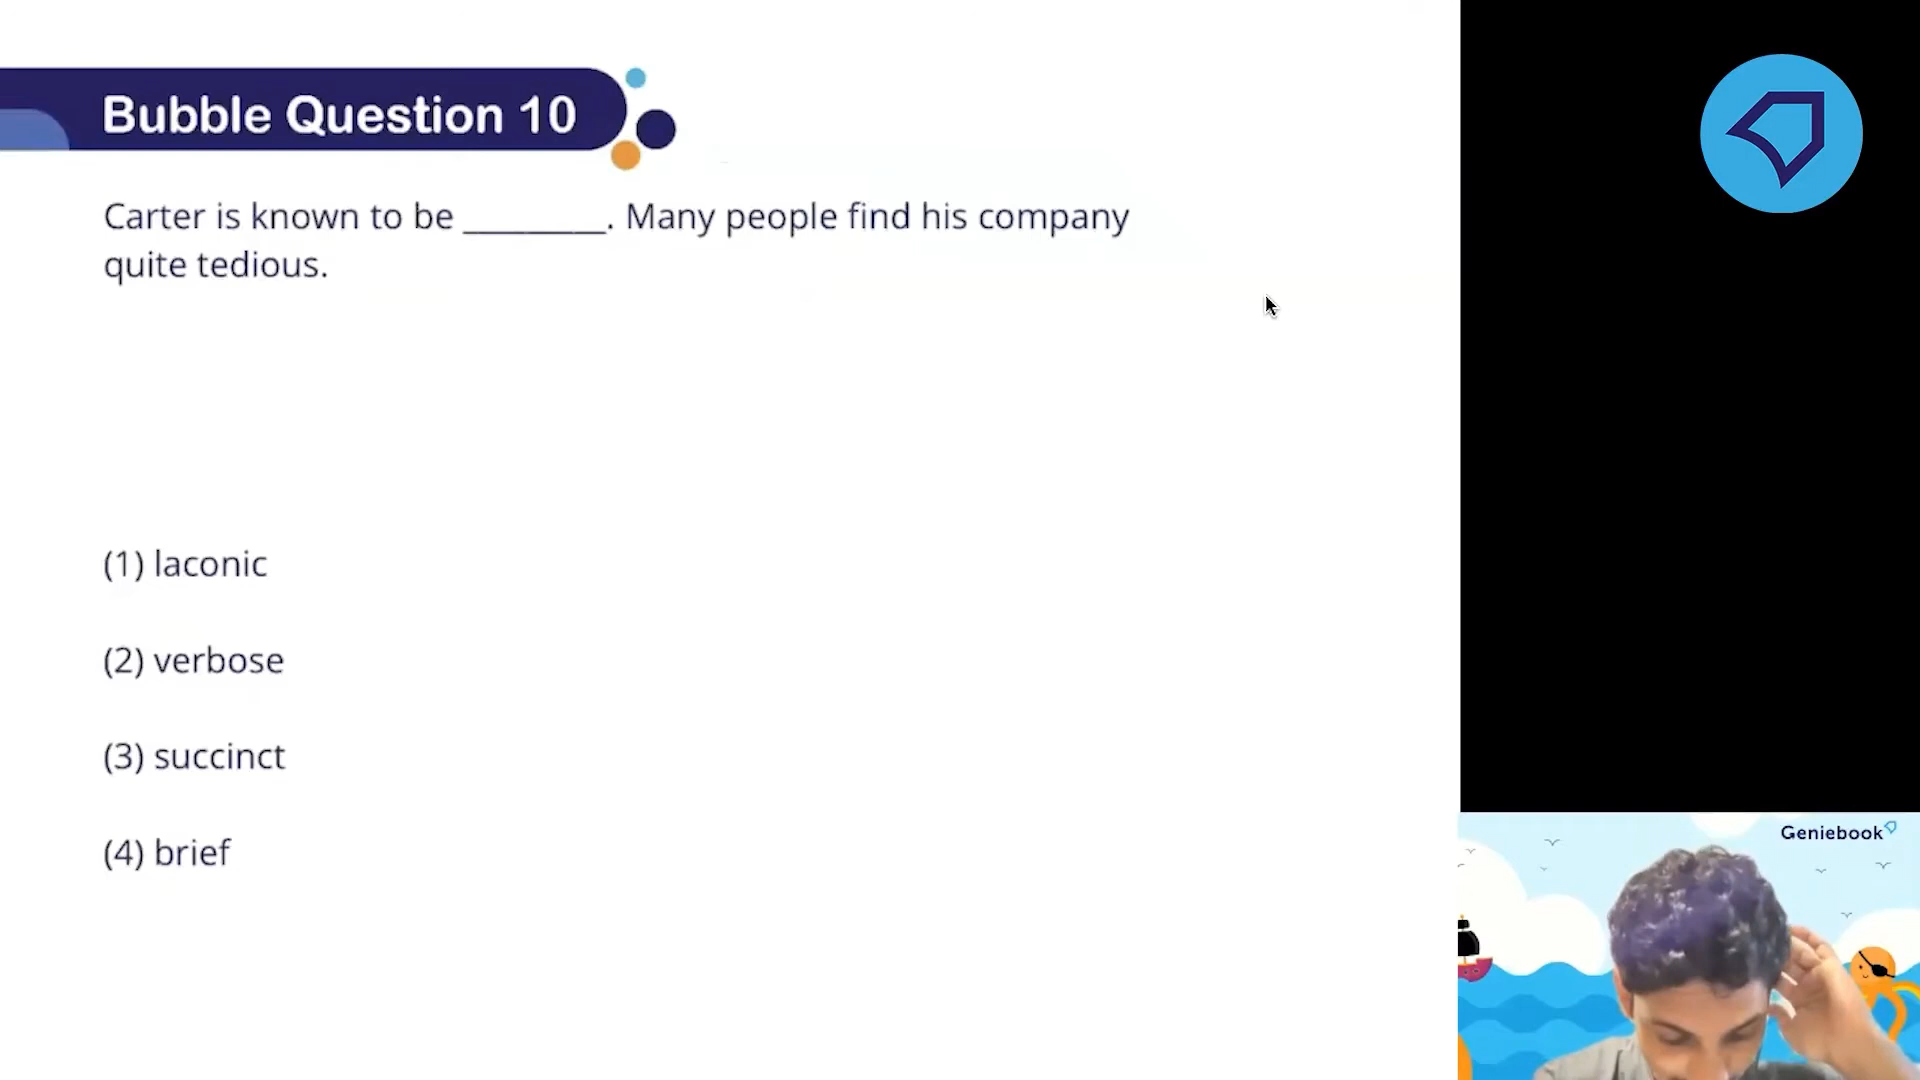 Bubble Question 10
Carter is known to be ________. Many people find his company
quite tedious.
(1) laconic
(2) verbose
(3) succinct
(4) brief
Geniebook